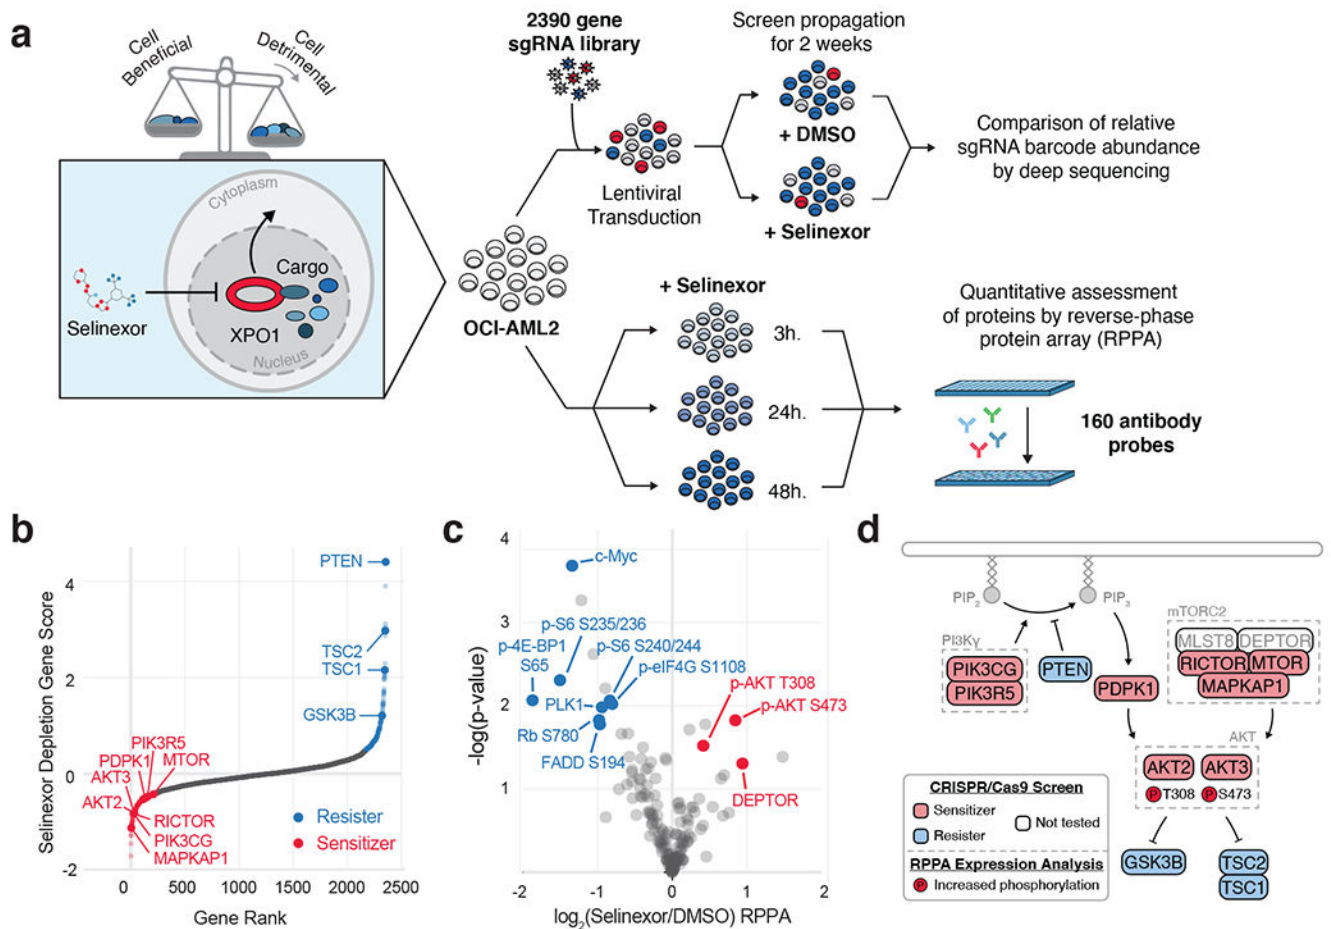 a
Cell
Beneficial
Cell
Detrimental
Cytoplasm
Cargo
Selinexor
XPO1
Nucleus
2390 gene
sgRNA library
Lentiviral
Transduction
OCI-AML2
Screen propagation
for 2 weeks
+ DMSO
+ Selinexor
Comparison of relative
sgRNA barcode abundance
by deep sequencing
+ Selinexor
3h.
24h.
48h.
Quantitative assessment
of proteins by reverse-phase
protein array (RPPA)
160 antibody
probes
b
Selinexor Depletion Gene Score
4
2
0
-2
PTEN
TSC2
TSC1
GSK3B
PIK3R5
PDPK1
MTOR
AKT3
AKT2
RICTOR
PIK3CG
MAPKAP1
Resister
Sensitizer
0
500
1000
1500
2000
2500
Gene Rank
c
-log(p-value)
4
3
2
1
c-Myc
p-S6 S235/236
p-4E-BP1
S65
p-S6 S240/244
p-eIF4G S1108
PLK1
Rb S780
FADD S194
p-AKT T308
p-AKT S473
DEPTOR
-2
-1
0
1
2
log2(Selinexor/DMSO) RPPA
d
PIP2
PIP3
mTORC2
MLST8
DEPTOR
RICTOR
MTOR
MAPKAP1
PI3Kγ
PIK3CG
PIK3R5
PTEN
PDPK1
AKT
AKT2
AKT3
P T308
P S473
GSK3B
TSC2
TSC1
CRISPR/Cas9 Screen
Sensitizer
Resister
Not tested
RPPA Expression Analysis
P Increased phosphorylation